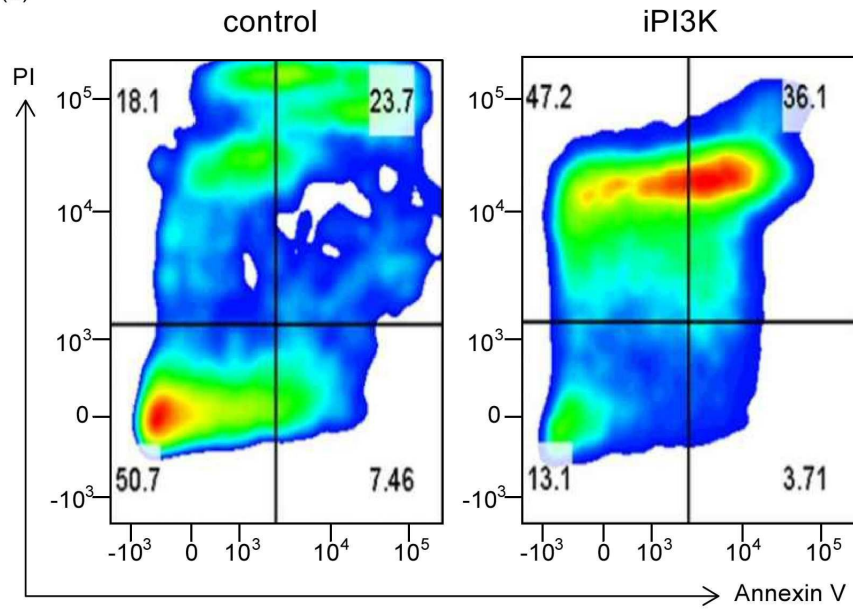 control iPI3K
PI
10⁵ 18.1 23.7 10⁵ 47.2 36.1
10⁴ 10⁴
10³ 10³
0 0
-10³ 50.7 7.46 -10³ 13.1 3.71
-10³ 0 10³ 10⁴ 10⁵ -10³ 0 10³ 10⁴ 10⁵
Annexin V